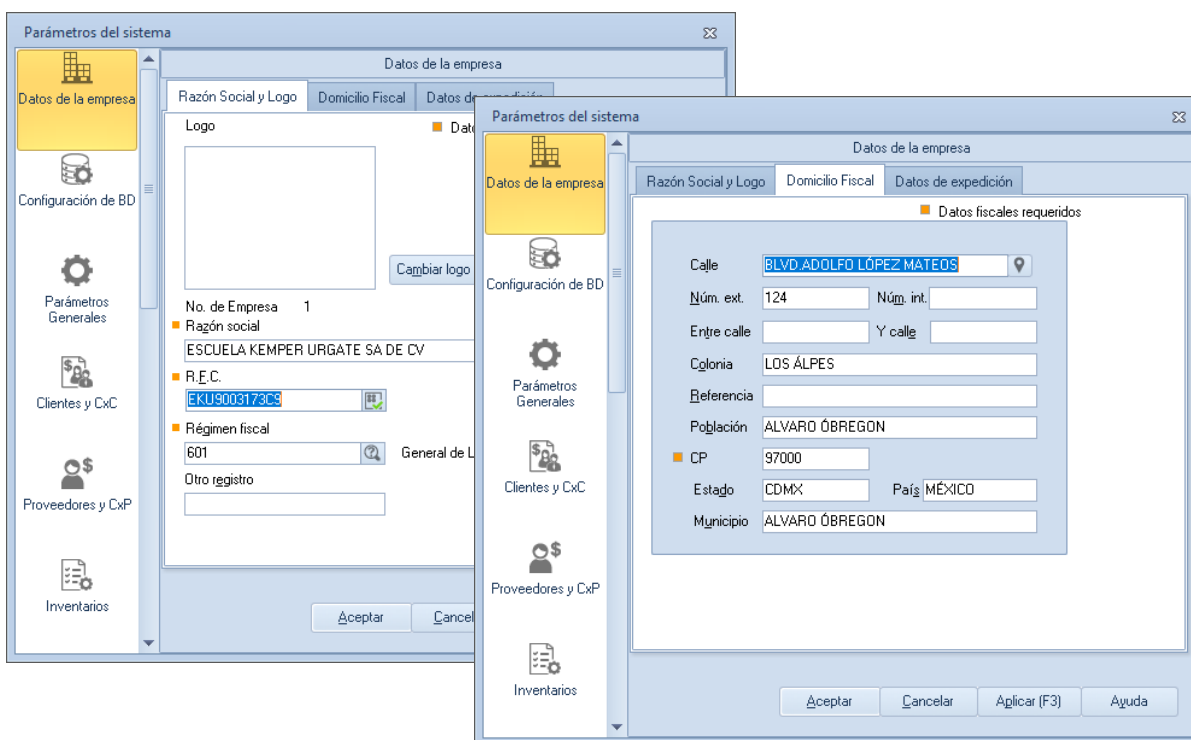 Parámetros del sistema
Datos de la empresa
Configuración de BD
Parámetros
Generales
Clientes y CxC
Proveedores y CxP
Inventarios
Datos de la empresa
Razón Social y Logo Domicilio Fiscal Datos de expedición
Logo
Cambiar logo
No. de Empresa 1
Razón social
ESCUELA KEMPER URGATE SA DE CV
R.F.C.
EKU9003173C9
Régimen fiscal
601 General de L
Otro registro
Aceptar Cancel
Parámetros del sistema
Datos de la empresa
Configuración de BD
Parámetros
Generales
Clientes y CxC
Proveedores y CxP
Inventarios
Datos de la empresa
Razón Social y Logo Domicilio Fiscal Datos de expedición
Datos fiscales requeridos
Calle BLVD.ADOLFO LÓPEZ MATEOS
Núm. ext. 124 Núm. int.
Entre calle Y calle
Colonia LOS ÁLPES
Referencia
Población ALVARO ÓBREGON
CP 97000
Estado CDMX País MÉXICO
Municipio ALVARO ÓBREGON
Aceptar Cancelar Aplicar (F3) Ayuda